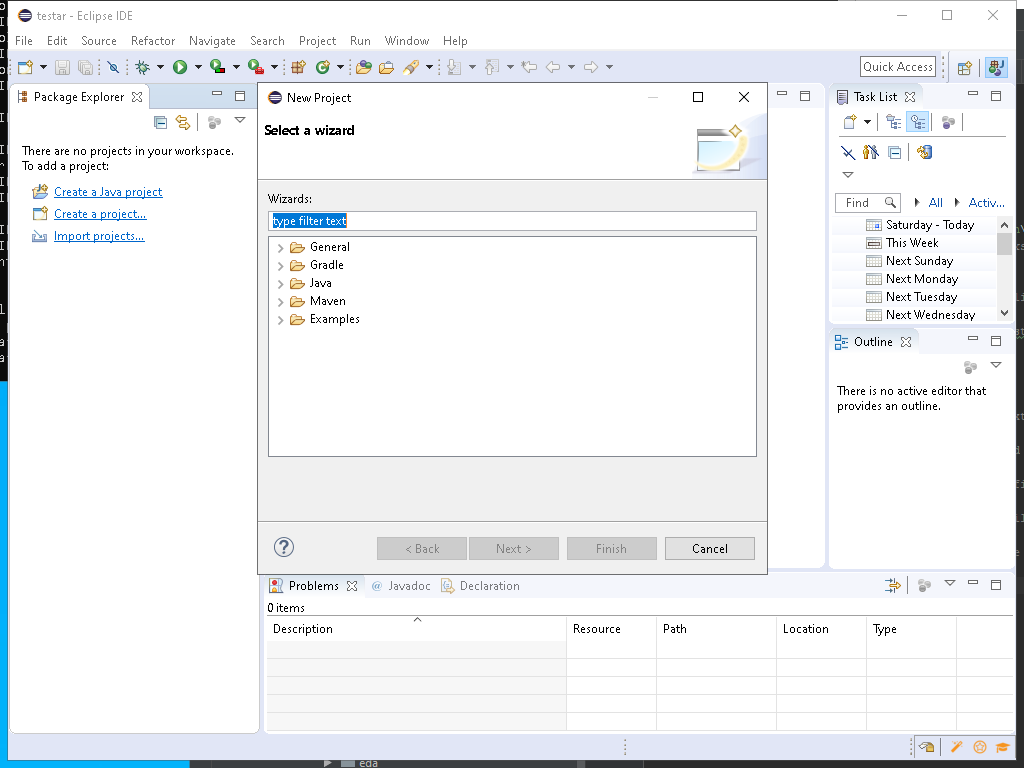 testar - Eclipse IDE
File Edit Source Refactor Navigate Search Project Run Window Help
Quick Access
Package Explorer
There are no projects in your workspace.
To add a project:
Create a Java project
Create a project...
Import projects...
New Project
Select a wizard
Wizards:
type filter text
General
Gradle
Java
Maven
Examples
< Back Next > Finish Cancel
Task List
Find All Activ...
Saturday - Today
This Week
Next Sunday
Next Monday
Next Tuesday
Next Wednesday
Outline
There is no active editor that
provides an outline.
Problems @ Javadoc Declaration
0 items
Description Resource Path Location Type
eda